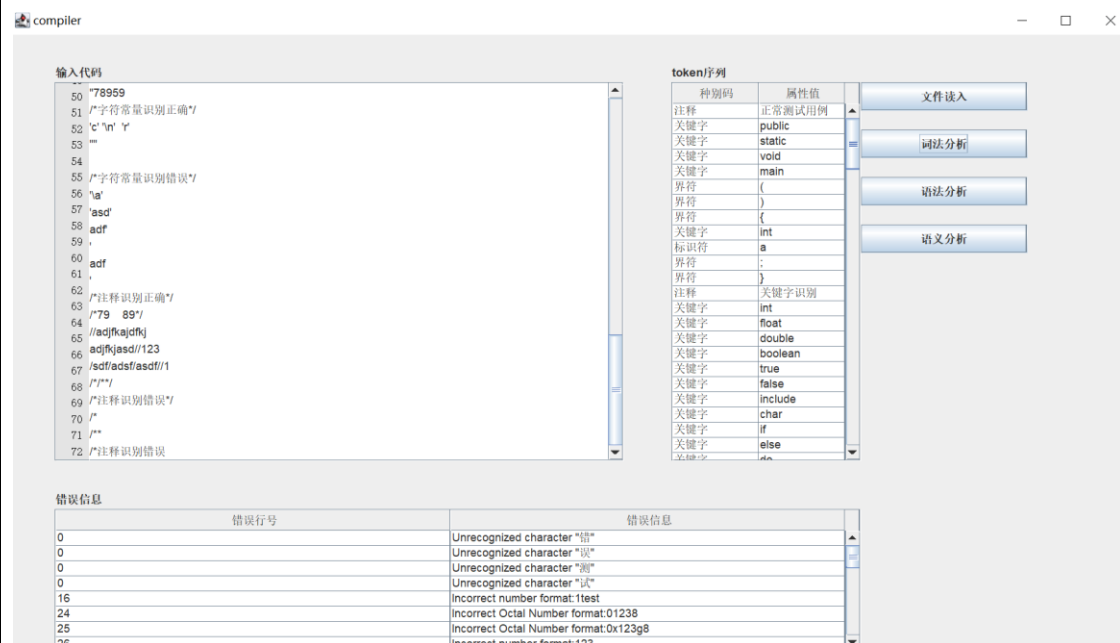 compiler
输入代码
50 "78959
51 /*字符常量识别正确*/
52 'c' '\n' 'r'
53 '"'
54
55 /*字符常量识别错误*/
56 '\a'
57 'asd'
58 adf'
59 '
60 adf
61 '
62 /*注释识别正确*/
63 /*79 89*/
64 //adjfkajdfkj
65 adjfkjasd//123
66 /sdf/adsf/asdf//1
67 /*/**/
68 /*注释识别错误*/
69 /*
70 /**
71 /*注释识别错误
72
token序列
种别码 属性值
注释 正常测试用例
关键字 public
关键字 static
关键字 void
关键字 main
界符 (
界符 )
界符 {
关键字 int
标识符 a
界符 ;
界符 }
注释 关键字识别
关键字 int
关键字 float
关键字 double
关键字 boolean
关键字 true
关键字 false
关键字 include
关键字 char
关键字 if
关键字 else
关键字 do
文件读入
词法分析
语法分析
语义分析
错误信息
错误行号 错误信息
0 Unrecognized character "错"
0 Unrecognized character "误"
0 Unrecognized character "测"
0 Unrecognized character "试"
16 Incorrect number format:1test
24 Incorrect Octal Number format:01238
25 Incorrect Octal Number format:0x123g8
26 Incorrect number format:123